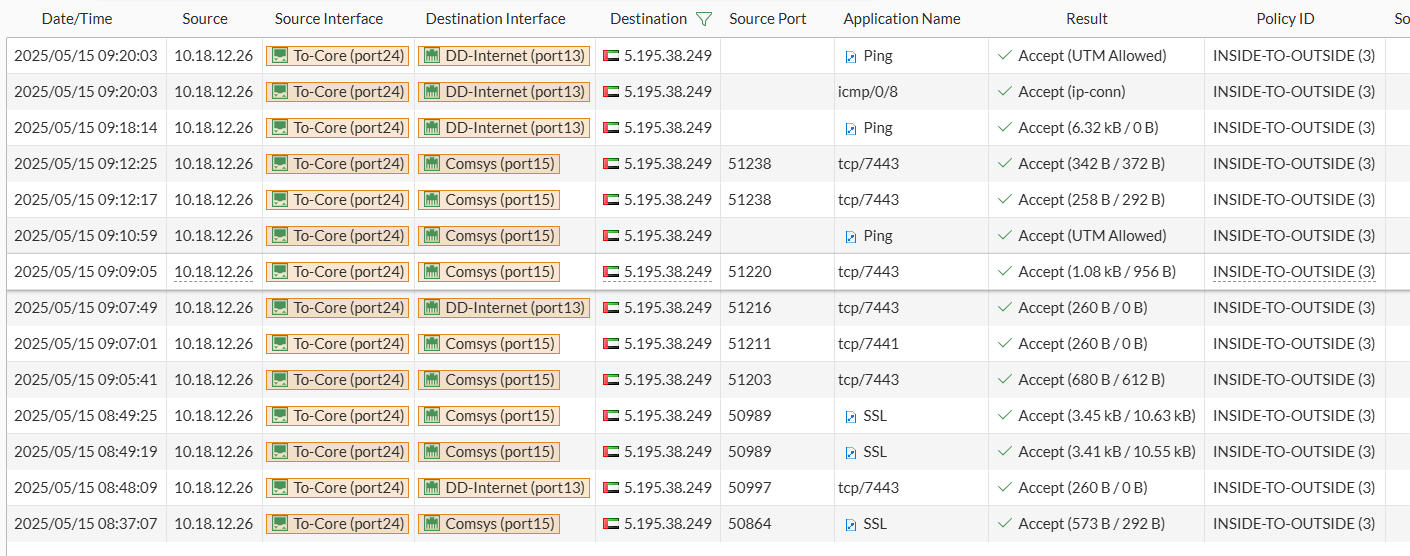 Date/Time Source Source Interface Destination Interface Destination Source Port Application Name Result Policy ID So
2025/05/15 09:20:03 10.18.12.26 To-Core (port24) DD-Internet (port13) 5.195.38.249 Ping Accept (UTM Allowed) INSIDE-TO-OUTSIDE (3)
2025/05/15 09:20:03 10.18.12.26 To-Core (port24) DD-Internet (port13) 5.195.38.249 icmp/0/8 Accept (ip-conn) INSIDE-TO-OUTSIDE (3)
2025/05/15 09:18:14 10.18.12.26 To-Core (port24) DD-Internet (port13) 5.195.38.249 Ping Accept (6.32 kB / 0 B) INSIDE-TO-OUTSIDE (3)
2025/05/15 09:12:25 10.18.12.26 To-Core (port24) Comsys (port15) 5.195.38.249 51238 tcp/7443 Accept (342 B / 372 B) INSIDE-TO-OUTSIDE (3)
2025/05/15 09:12:17 10.18.12.26 To-Core (port24) Comsys (port15) 5.195.38.249 51238 tcp/7443 Accept (258 B / 292 B) INSIDE-TO-OUTSIDE (3)
2025/05/15 09:10:59 10.18.12.26 To-Core (port24) Comsys (port15) 5.195.38.249 Ping Accept (UTM Allowed) INSIDE-TO-OUTSIDE (3)
2025/05/15 09:09:05 10.18.12.26 To-Core (port24) Comsys (port15) 5.195.38.249 51220 tcp/7443 Accept (1.08 kB / 956 B) INSIDE-TO-OUTSIDE (3)
2025/05/15 09:07:49 10.18.12.26 To-Core (port24) DD-Internet (port13) 5.195.38.249 51216 tcp/7443 Accept (260 B / 0 B) INSIDE-TO-OUTSIDE (3)
2025/05/15 09:07:01 10.18.12.26 To-Core (port24) Comsys (port15) 5.195.38.249 51211 tcp/7441 Accept (260 B / 0 B) INSIDE-TO-OUTSIDE (3)
2025/05/15 09:05:41 10.18.12.26 To-Core (port24) Comsys (port15) 5.195.38.249 51203 tcp/7443 Accept (680 B / 612 B) INSIDE-TO-OUTSIDE (3)
2025/05/15 08:49:25 10.18.12.26 To-Core (port24) Comsys (port15) 5.195.38.249 50989 SSL Accept (3.45 kB / 10.63 kB) INSIDE-TO-OUTSIDE (3)
2025/05/15 08:49:19 10.18.12.26 To-Core (port24) Comsys (port15) 5.195.38.249 50989 SSL Accept (3.41 kB / 10.55 kB) INSIDE-TO-OUTSIDE (3)
2025/05/15 08:48:09 10.18.12.26 To-Core (port24) DD-Internet (port13) 5.195.38.249 50997 tcp/7443 Accept (260 B / 0 B) INSIDE-TO-OUTSIDE (3)
2025/05/15 08:37:07 10.18.12.26 To-Core (port24) Comsys (port15) 5.195.38.249 50864 SSL Accept (573 B / 292 B) INSIDE-TO-OUTSIDE (3)